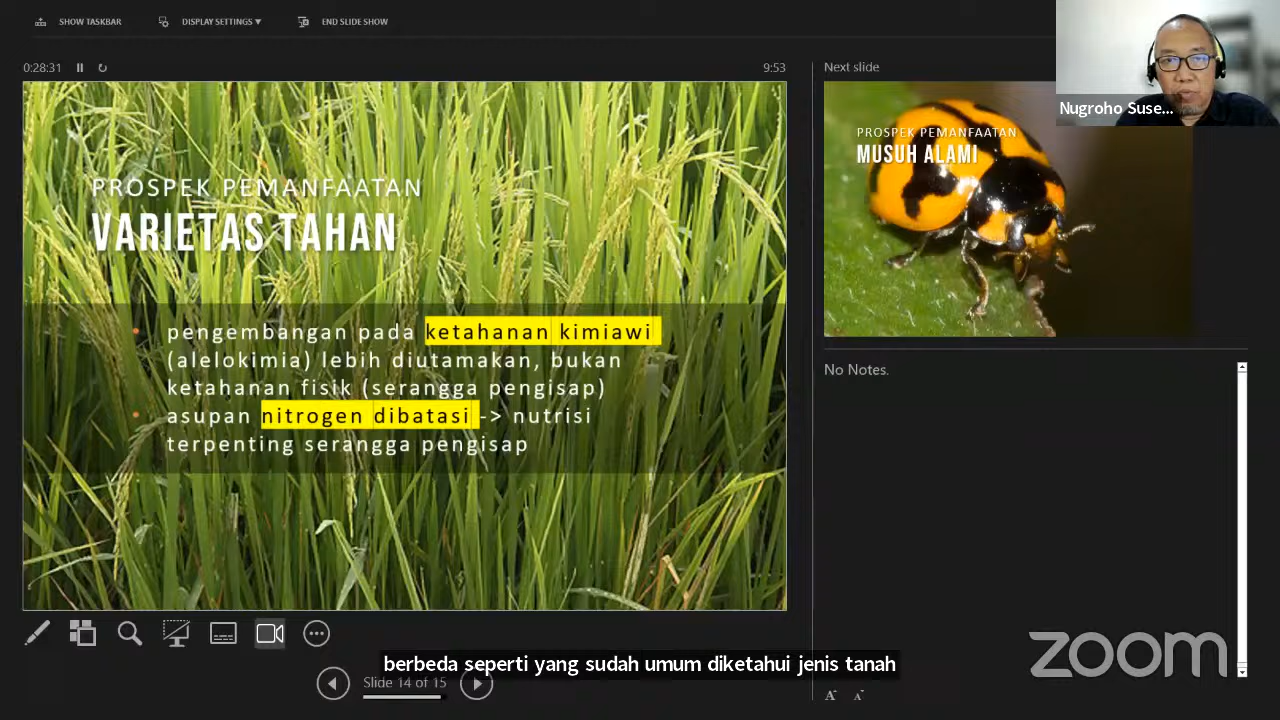 SHOW TASKBAR
DISPLAY SETTINGS ▼
END SLIDE SHOW
0:28:31
9:53
Next slide
PROSPEK PEMANFAATAN
VARIETAS TAHAN
• pengembangan pada ketahanan kimiawi
(alelokimia) lebih diutamakan, bukan
ketahanan fisik (serangga pengisap)
• asupan nitrogen dibatasi -> nutrisi
terpenting serangga pengisap
PROSPEK PEMANFAATAN
MUSUH ALAMI
Nugroho Suse...
No Notes.
zoom
berbeda seperti yang sudah umum diketahui jenis tanah
Slide 14 of 15
A A